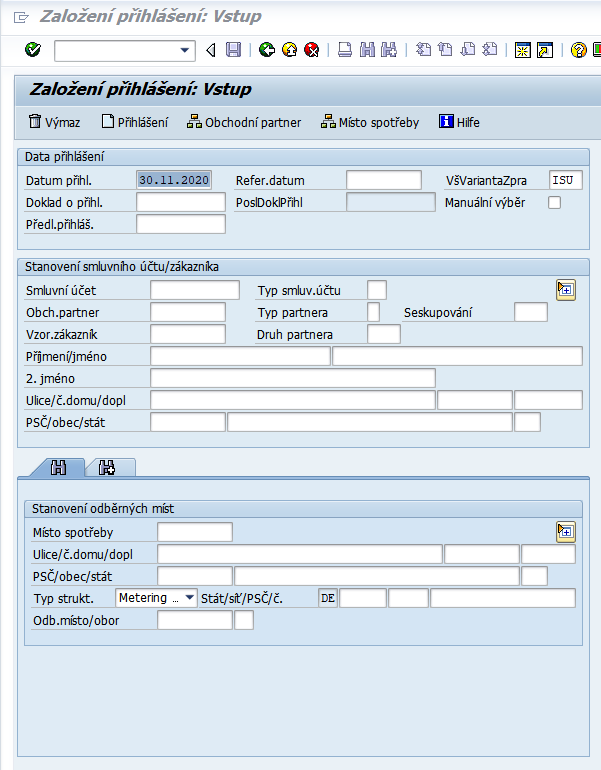 Založení přihlášení: Vstup
Založení přihlášení: Vstup
Výmaz Přihlášení Obchodní partner Místo spotřeby Hilfe
Data přihlášení
Datum přihl. 30.11.2020 Refer.datum VšVariantaZpra ISU
Doklad o přihl. PoslDoklPřihl Manuální výběr
Předl.přihláš.
Stanovení smluvního účtu/zákazníka
Smluvní účet Typ smluv.účtu
Obch.partner Typ partnera Seskupování
Vzor.zákazník Druh partnera
Příjmení/jméno
2. jméno
Ulice/č.domu/dopl
PSČ/obec/stát
Stanovení odběrných míst
Místo spotřeby
Ulice/č.domu/dopl
PSČ/obec/stát
Typ strukt. Metering ... Stát/síť/PSČ/č. DE
Odb.místo/obor